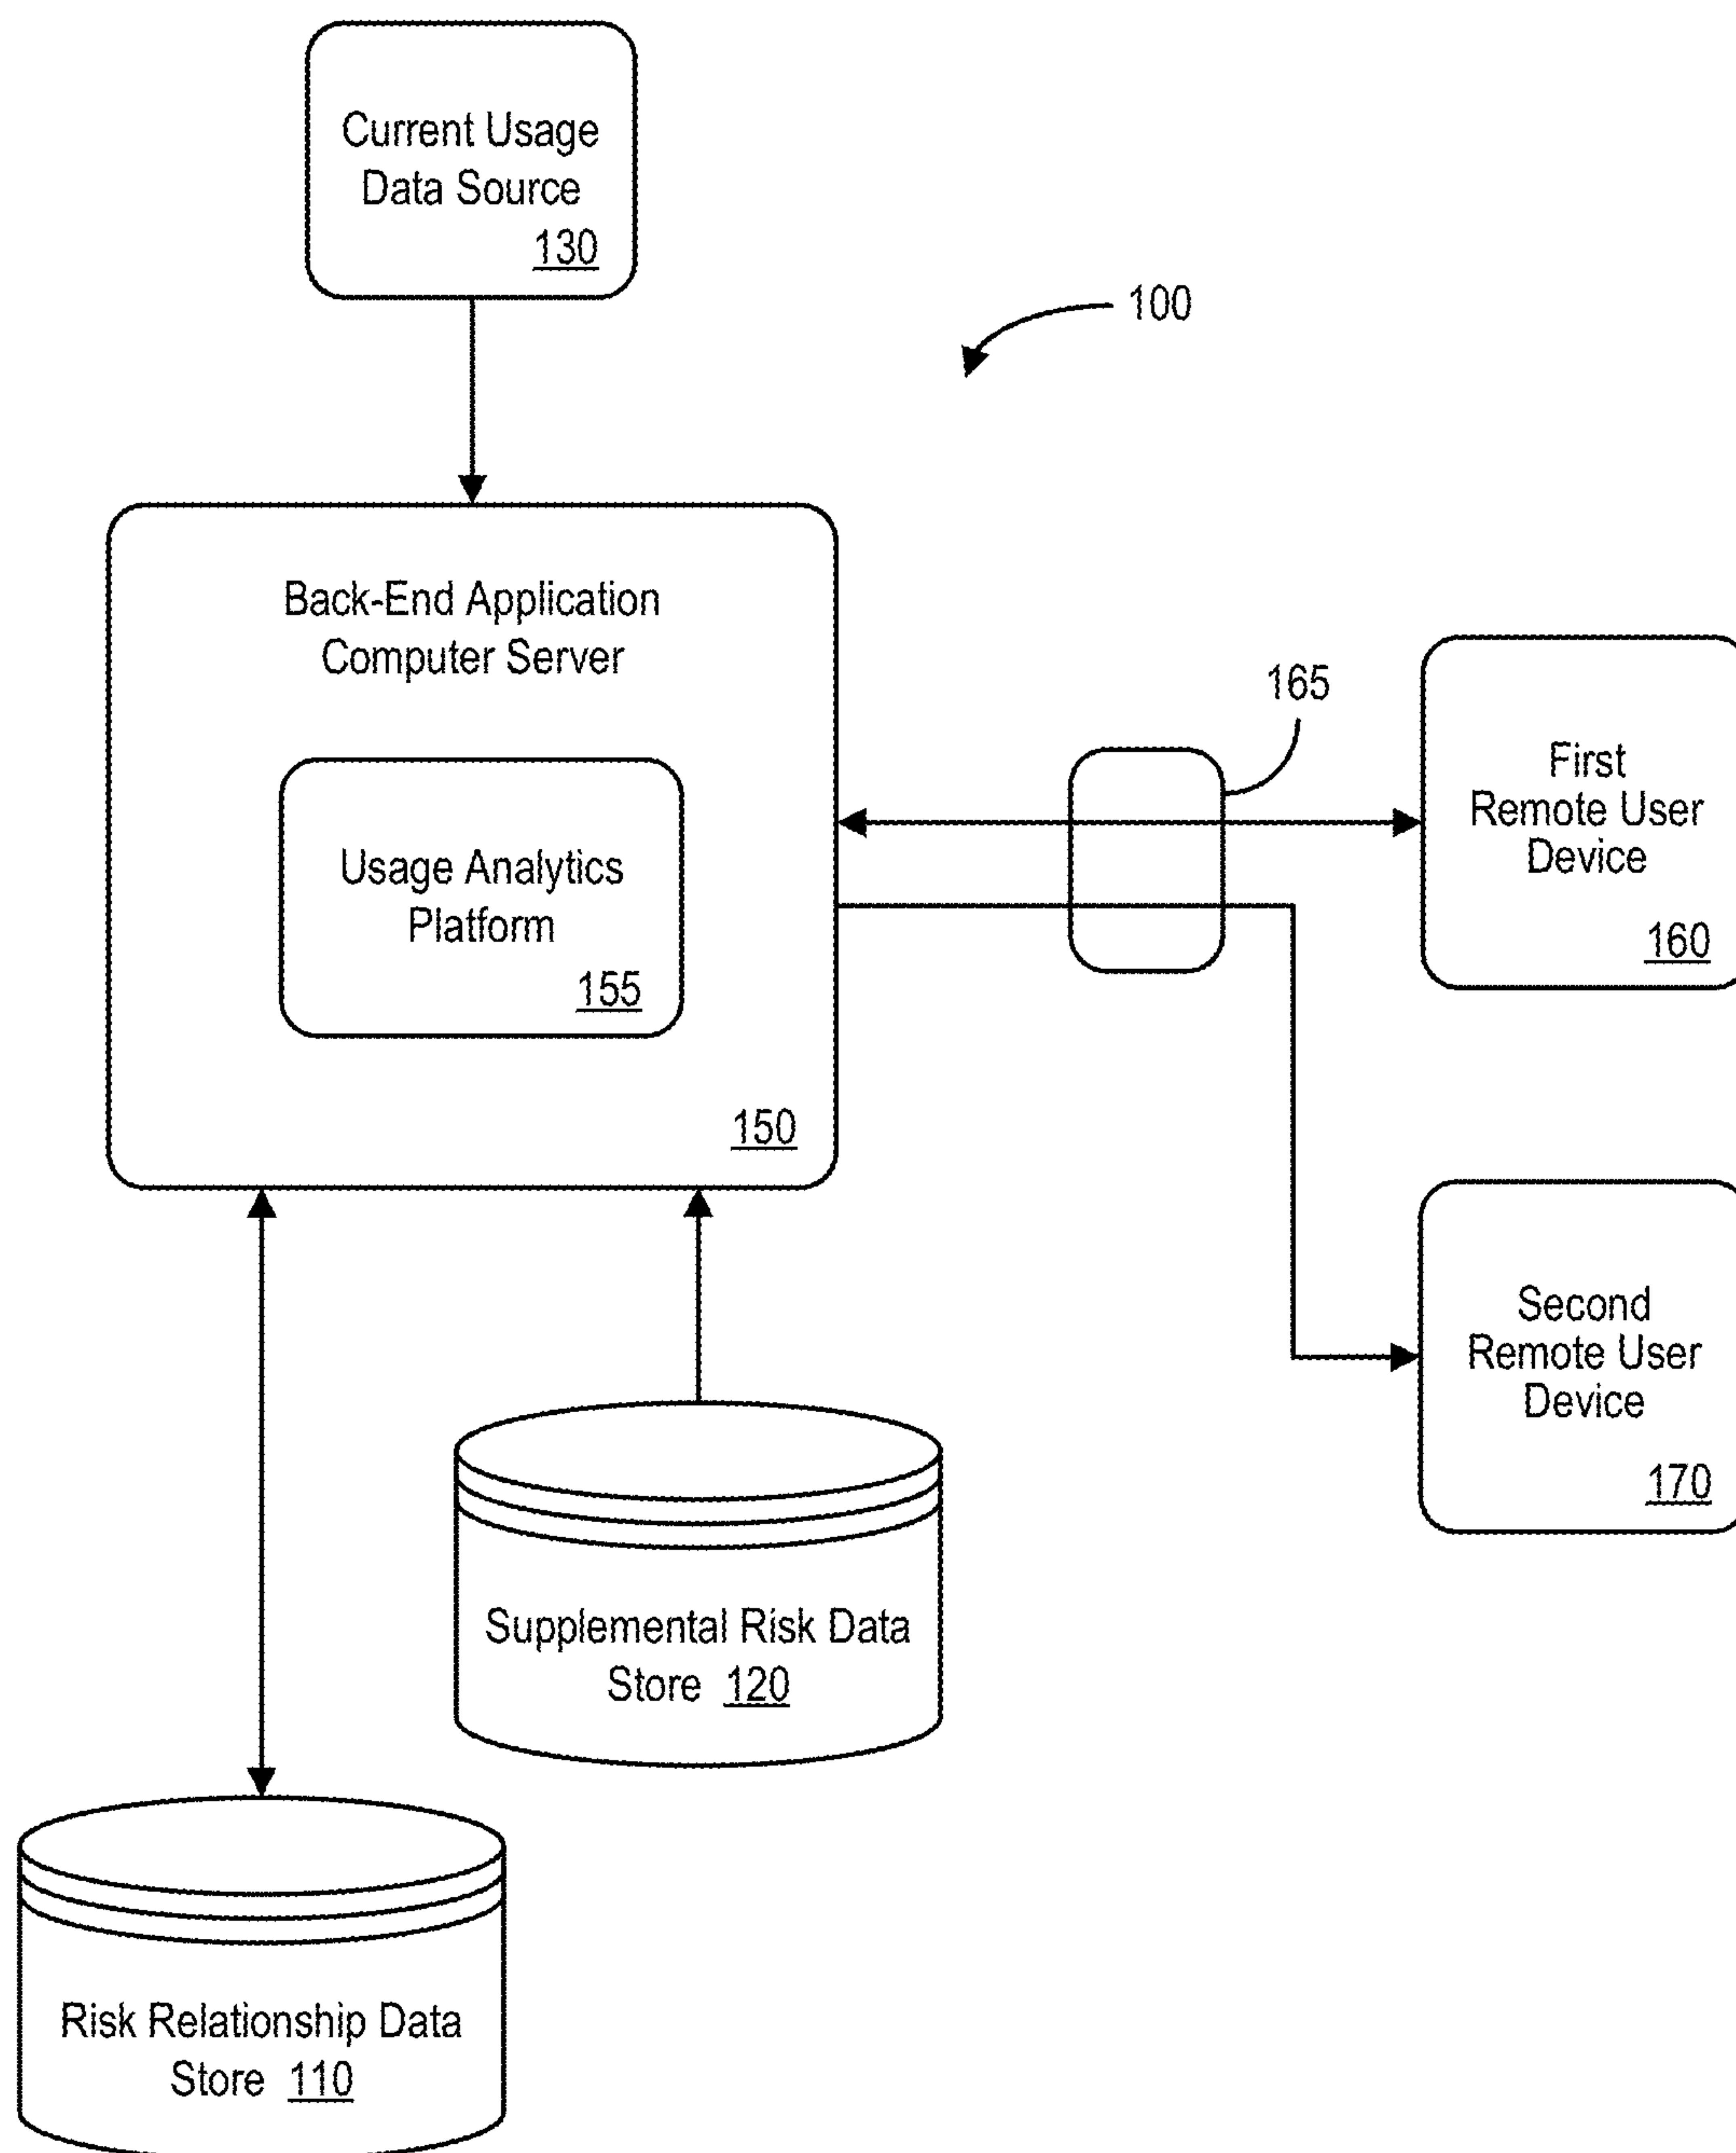 Current Usage
Data Source
130
100
Back-End Application
Computer Server
165
First
Remote User
Device
160
Usage Analytics
Platform
155
150
Second
Remote User
Device
170
Supplemental Risk Data
Store 120
Risk Relationship Data
Store 110